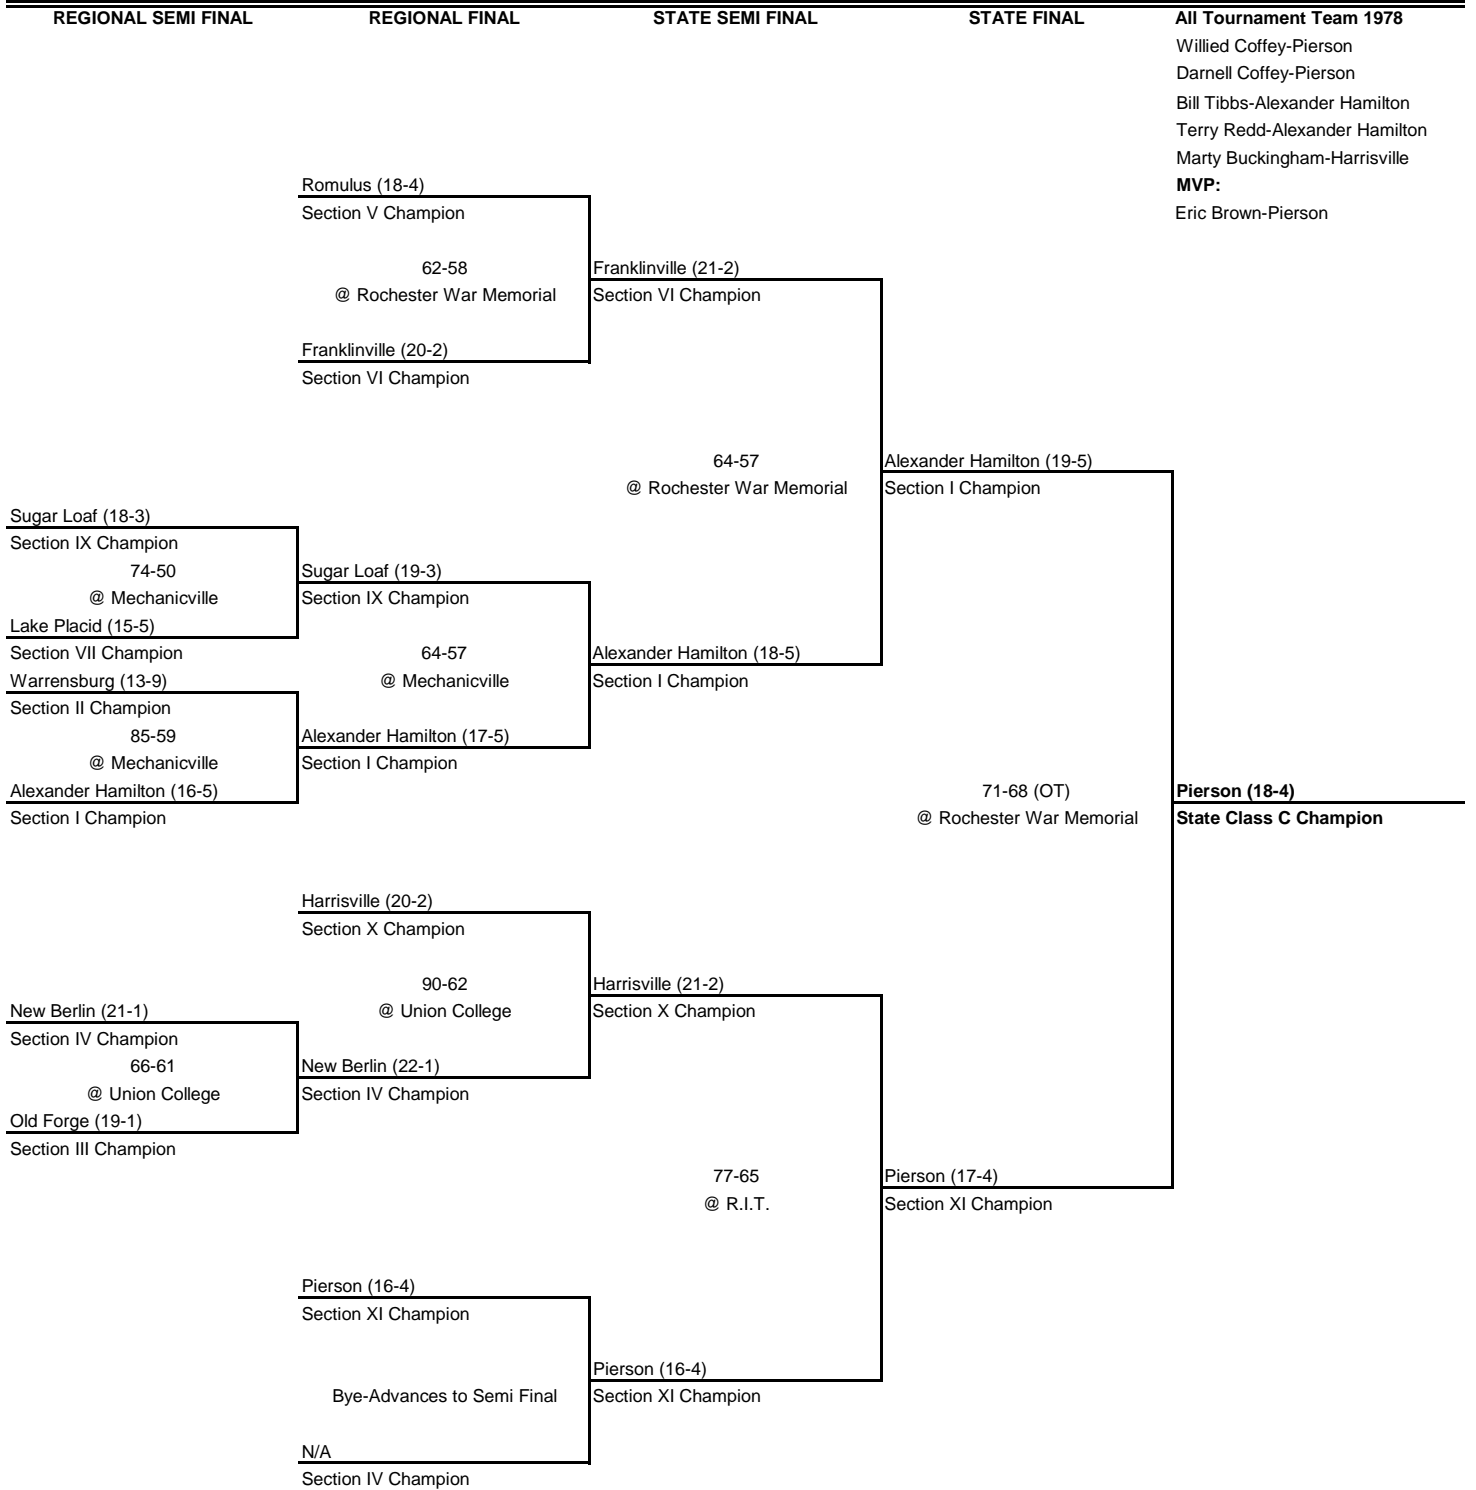 REGIONAL SEMI FINAL
REGIONAL FINAL
STATE SEMI FINAL
STATE FINAL
All Tournament Team 1978
Willied Coffey-Pierson
Darnell Coffey-Pierson
Bill Tibbs-Alexander Hamilton
Terry Redd-Alexander Hamilton
Marty Buckingham-Harrisville
MVP:
Eric Brown-Pierson
Romulus (18-4)
Section V Champion
62-58
@ Rochester War Memorial
Franklinville (20-2)
Section VI Champion
Franklinville (21-2)
Section VI Champion
64-57
@ Rochester War Memorial
Alexander Hamilton (19-5)
Section I Champion
Sugar Loaf (18-3)
Section IX Champion
74-50
@ Mechanicville
Lake Placid (15-5)
Section VII Champion
Warrensburg (13-9)
Section II Champion
85-59
@ Mechanicville
Alexander Hamilton (16-5)
Section I Champion
Sugar Loaf (19-3)
Section IX Champion
64-57
@ Mechanicville
Alexander Hamilton (17-5)
Section I Champion
Alexander Hamilton (18-5)
Section I Champion
71-68 (OT)
@ Rochester War Memorial
Pierson (18-4)
State Class C Champion
Harrisville (20-2)
Section X Champion
90-62
@ Union College
New Berlin (21-1)
Section IV Champion
66-61
@ Union College
Old Forge (19-1)
Section III Champion
New Berlin (22-1)
Section IV Champion
Harrisville (21-2)
Section X Champion
77-65
@ R.I.T.
Pierson (17-4)
Section XI Champion
Pierson (16-4)
Section XI Champion
Bye-Advances to Semi Final
N/A
Section IV Champion
Pierson (16-4)
Section XI Champion